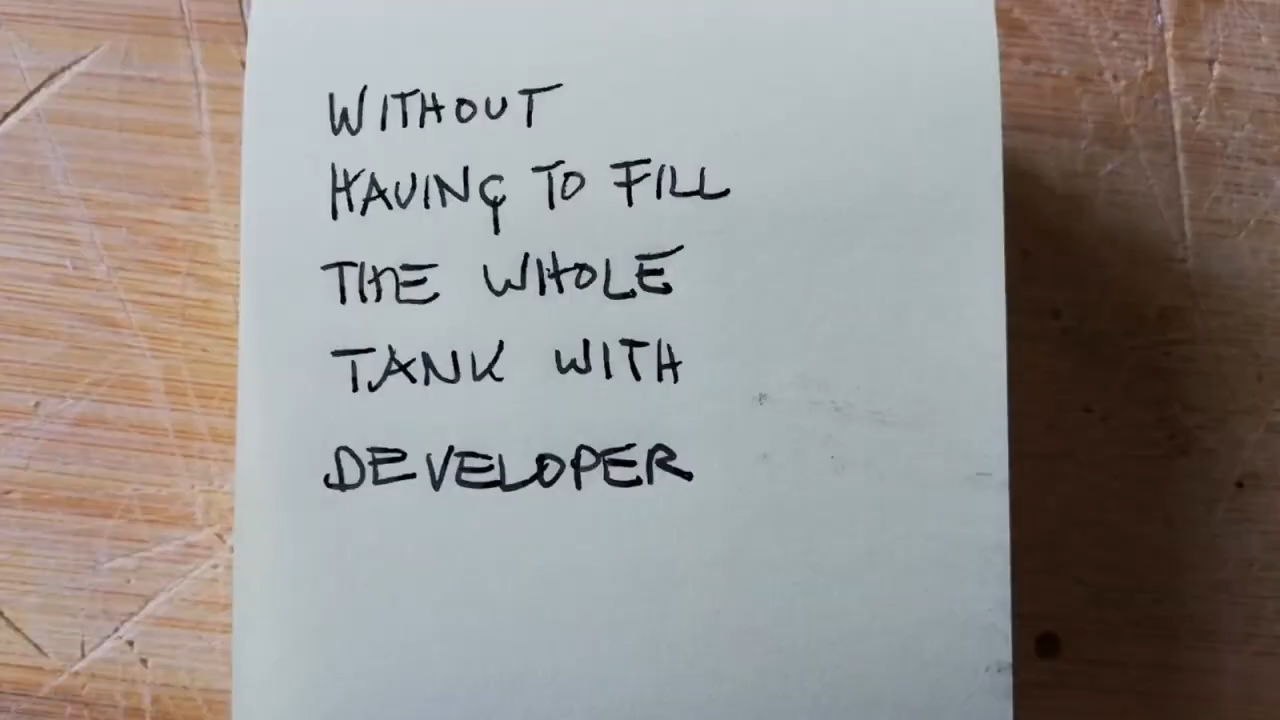 WITHOUT
HAVING TO FILL
THE WHOLE
TANK WITH
DEVELOPER